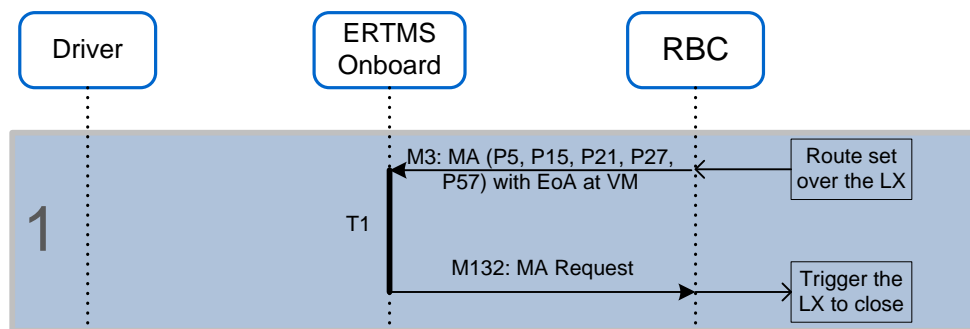 Driver
ERTMS
Onboard
RBC
M3: MA (P5, P15, P21, P27,
P57) with EoA at VM
Route set
over the LX
1
T1
M132: MA Request
Trigger the
LX to close